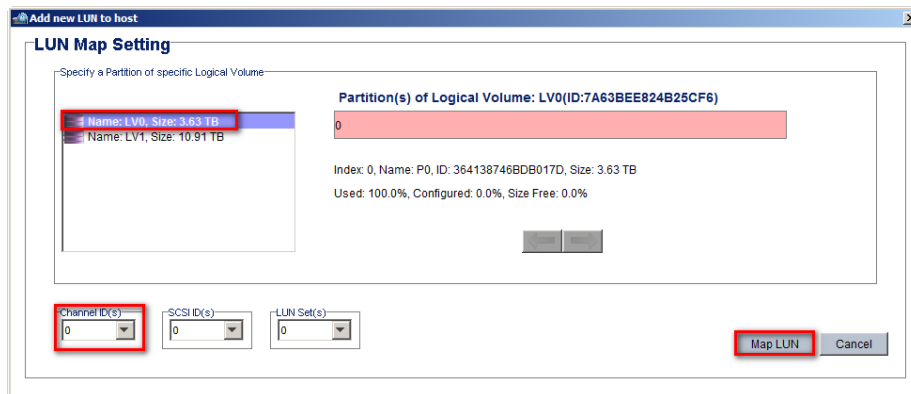 Add new LUN to host
LUN Map Setting
Specify a Partition of specific Logical Volume
Name: LV0, Size: 3.63 TB
Name: LV1, Size: 10.91 TB
Partition(s) of Logical Volume: LV0(ID:7A63BEE824B25CF6)
0
Index: 0, Name: P0, ID: 364138746BDB017D, Size: 3.63 TB
Used: 100.0%, Configured: 0.0%, Size Free: 0.0%
Channel ID(s) SCSI ID(s) LUN Set(s)
0 0 0
Map LUN Cancel